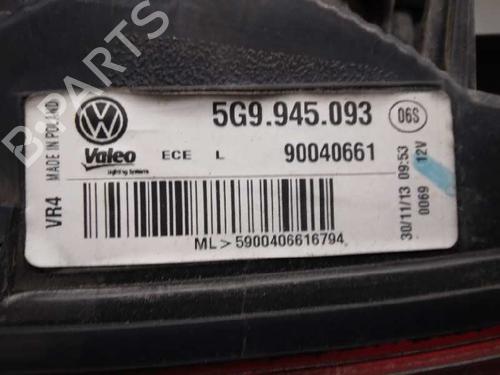 B-PARTS
MADE IN POLAND
VR4
VW
Valeo
Lighting Systems
ECE L
5G9.945.093
90040661
06S
ML>5900406616794
30/11/13 09:53
0069 12V